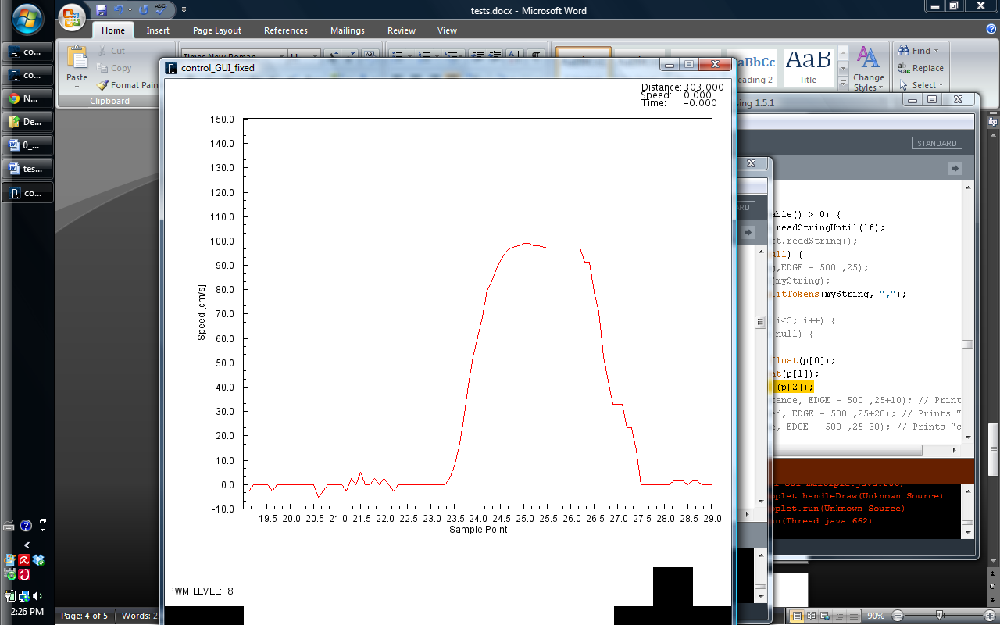 tests.docx - Microsoft Word
Home Insert Page Layout References Mailings Review View
Cut
Copy
Format Pain
Paste
Clipboard
Times New Roman 11
AaBbCc AaB
eading 2 Title
Change
Styles
Find
Replace
Select
co...
co...
N...
De...
0_...
tes...
co...
2:26 PM
control_GUI_fixed
Distance: 303.000
Speed: 0.000
Time: -0.000
150.0
140.0
130.0
120.0
110.0
100.0
90.0
80.0
70.0
60.0
50.0
40.0
30.0
20.0
10.0
0.0
-10.0
Speed [cm/s]
19.5 20.0 20.5 21.0 21.5 22.0 22.5 23.0 23.5 24.0 24.5 25.0 25.5 26.0 26.5 27.0 27.5 28.0 28.5 29.0
Sample Point
PWM LEVEL: 8
ing 1.5.1
STANDARD
ARD
able() > 0) {
readStringUntil(lf);
rt.readString();
ull) {
g,EDGE - 500 ,25);
(myString);
litTokens(myString, ",");
i<3; i++) {
null) {
float(p[0]);
at(p[1]);
(p[2]);
tance, EDGE - 500 ,25+10); // Print
ed, EDGE - 500 ,25+20); // Prints "
e, EDGE - 500 ,25+30); // Prints "c
pplet.handleDraw(Unknown Source)
pplet.run(Unknown Source)
un(Thread.java:662)
Page: 4 of 5 Words: 2
90%